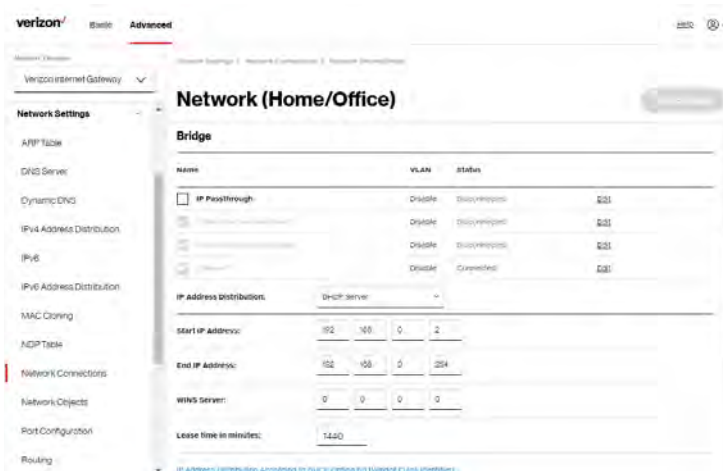 verizon
Basic Advanced
Help
Verizon Internet Gateway
Network Settings
Network (Home/Office)
ARP Table
Bridge
DNS Server
Name VLAN Status
Dynamic DNS
IP Passthrough Disable Disconnected Edit
IPv4 Address Distribution
Disable Disconnected Edit
IPv6
Disable Disconnected Edit
Disable Connected Edit
IPv6 Address Distribution
IP Address Distribution: DHCP Server
MAC Cloning
Start IP Address: 192 168 0 2
NDP Table
End IP Address: 192 168 0 254
Network Connections
Network Objects
WINS Server: 0 0 0 0
Port Configuration
Lease time in minutes: 1440
Routing